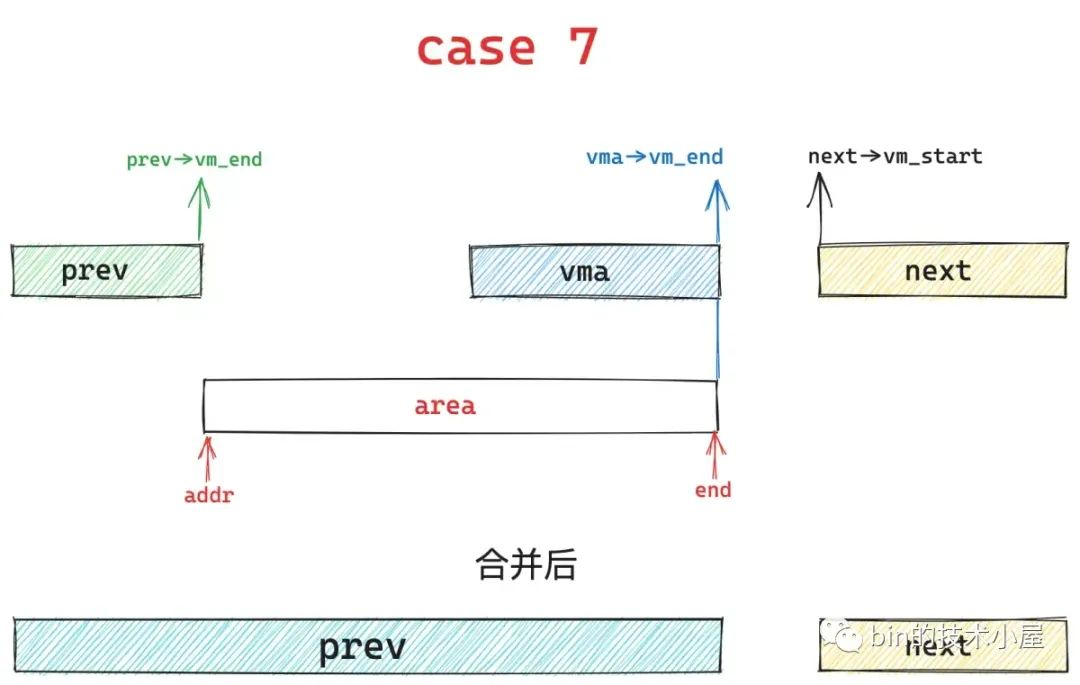 case 7
prev→vm_end
vma→vm_end
next→vm_start
prev
vma
next
area
addr
end
合并后
prev
next
bin的技术小屋